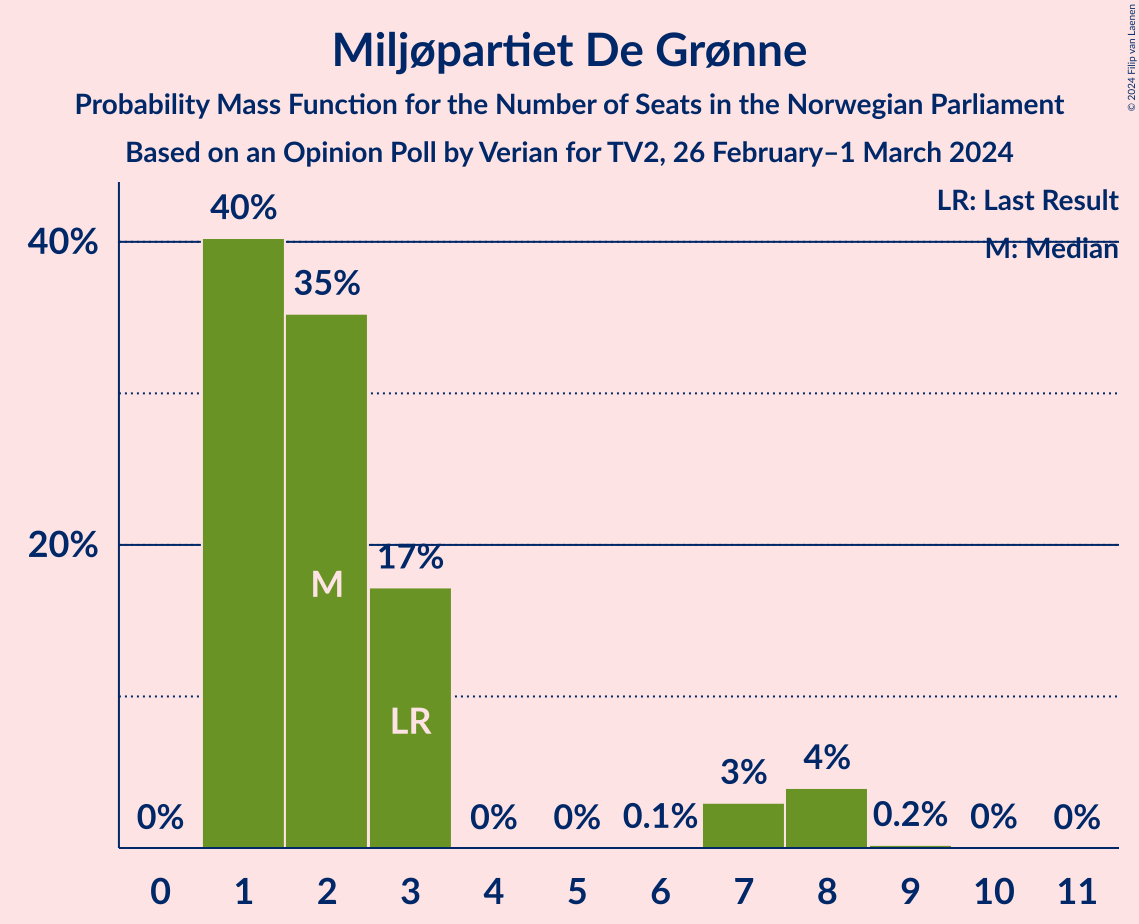 Miljøpartiet De Grønne
Probability Mass Function for the Number of Seats in the Norwegian Parliament
Based on an Opinion Poll by Verian for TV2, 26 February–1 March 2024
© 2024 Filip van Laenen
LR: Last Result
M: Median
40%
20%
40%
35%
17%
M
LR
0%
0%
0%
0.1%
3%
4%
0.2%
0%
0%
0 1 2 3 4 5 6 7 8 9 10 11